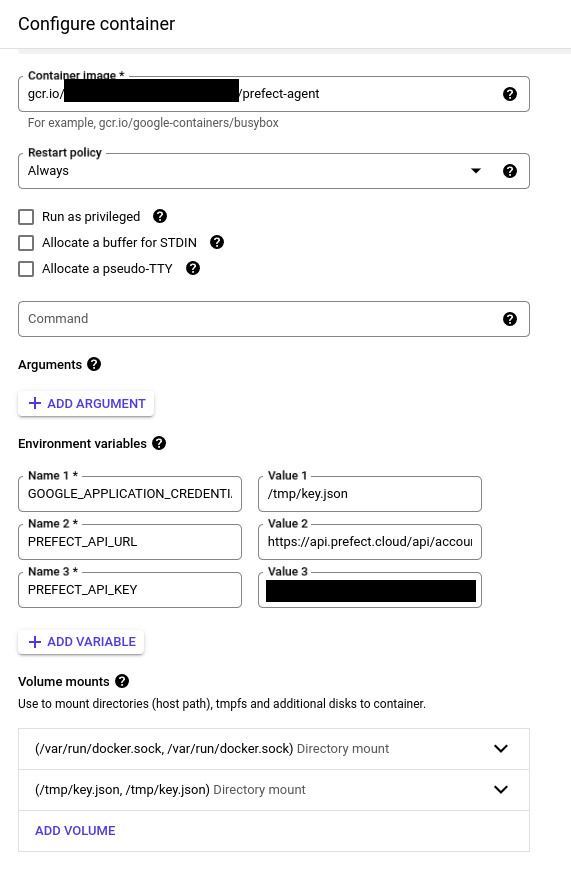 Configure container
Container image *
gcr.io/ /prefect-agent
For example, gcr.io/google-containers/busybox
Restart policy
Always
Run as privileged
Allocate a buffer for STDIN
Allocate a pseudo-TTY
Command
Arguments
+ ADD ARGUMENT
Environment variables
Name 1 *
Value 1
GOOGLE_APPLICATION_CREDENTI
/tmp/key.json
Name 2 *
Value 2
PREFECT_API_URL
https://api.prefect.cloud/api/accou
Name 3 *
Value 3
PREFECT_API_KEY
+ ADD VARIABLE
Volume mounts
Use to mount directories (host path), tmpfs and additional disks to container.
(/var/run/docker.sock, /var/run/docker.sock) Directory mount
(/tmp/key.json, /tmp/key.json) Directory mount
ADD VOLUME